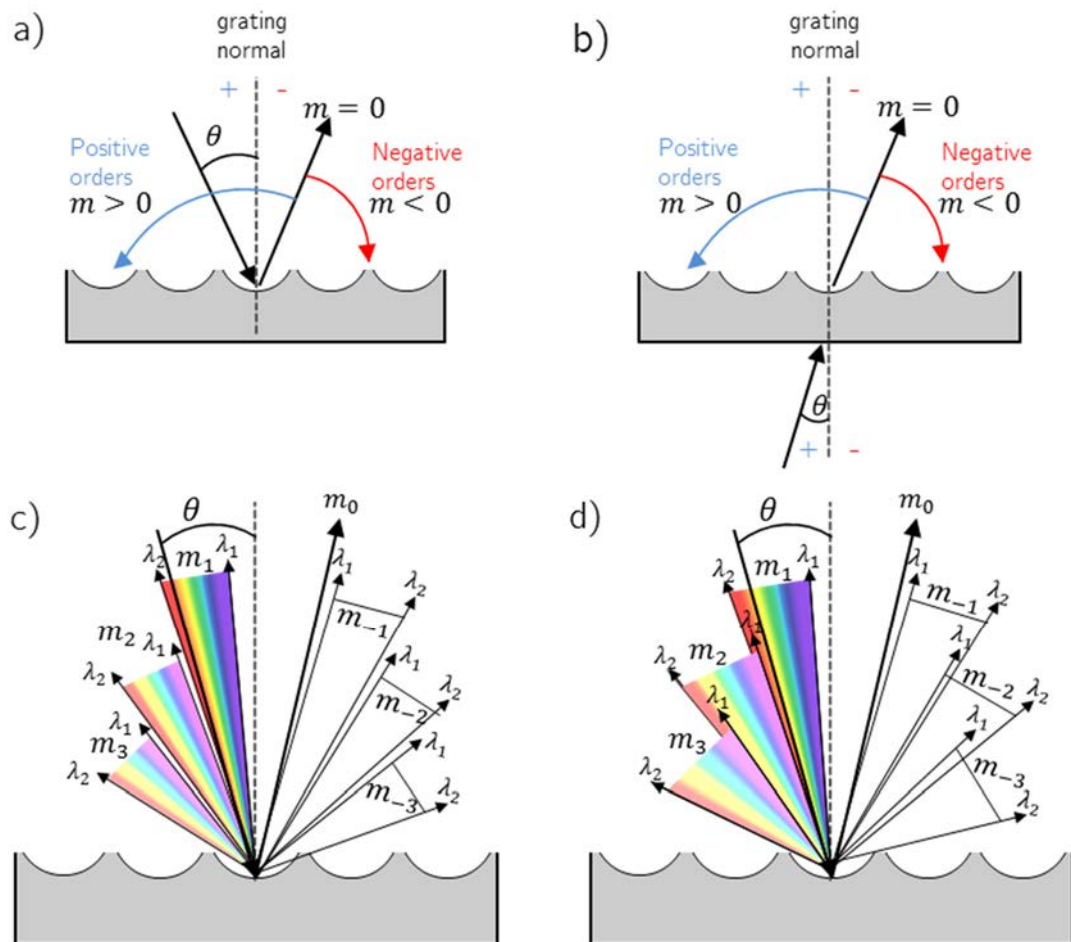 a)
grating
normal
+ -
θ
m = 0
Positive
orders
m > 0
Negative
orders
m < 0
b)
grating
normal
+ -
m = 0
Positive
orders
m > 0
Negative
orders
m < 0
θ
+ -
c)
θ
m₀
λ₂ m₁ λ₁
λ₁
λ₂
m₋₁
m₂ λ₁
λ₂
λ₁
λ₂
m₋₂
λ₁
m₃
λ₂
λ₁
m₋₃
λ₂
d)
θ
m₀
λ₂ m₁ λ₁
λ₁
λ₂
m₋₁
λ₁
m₂
λ₂
λ₁
λ₂
m₋₂
λ₁
m₃
λ₂
λ₁
m₋₃
λ₂